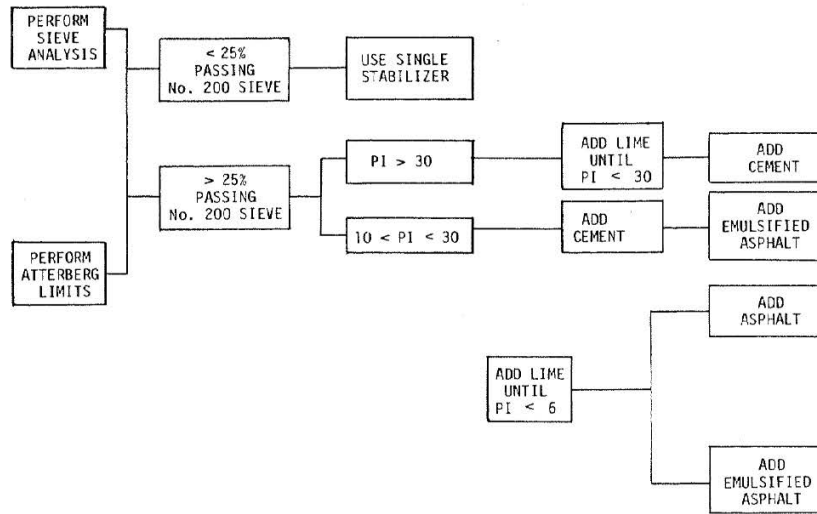 PERFORM
SIEVE
ANALYSIS
< 25%
PASSING
No. 200 SIEVE
USE SINGLE
STABILIZER
> 25%
PASSING
No. 200 SIEVE
PI > 30
ADD LIME
UNTIL
PI < 30
ADD
CEMENT
10 < PI < 30
ADD
CEMENT
ADD
EMULSIFIED
ASPHALT
PERFORM
ATTERBERG
LIMITS
ADD
ASPHALT
ADD LIME
UNTIL
PI < 6
ADD
EMULSIFIED
ASPHALT